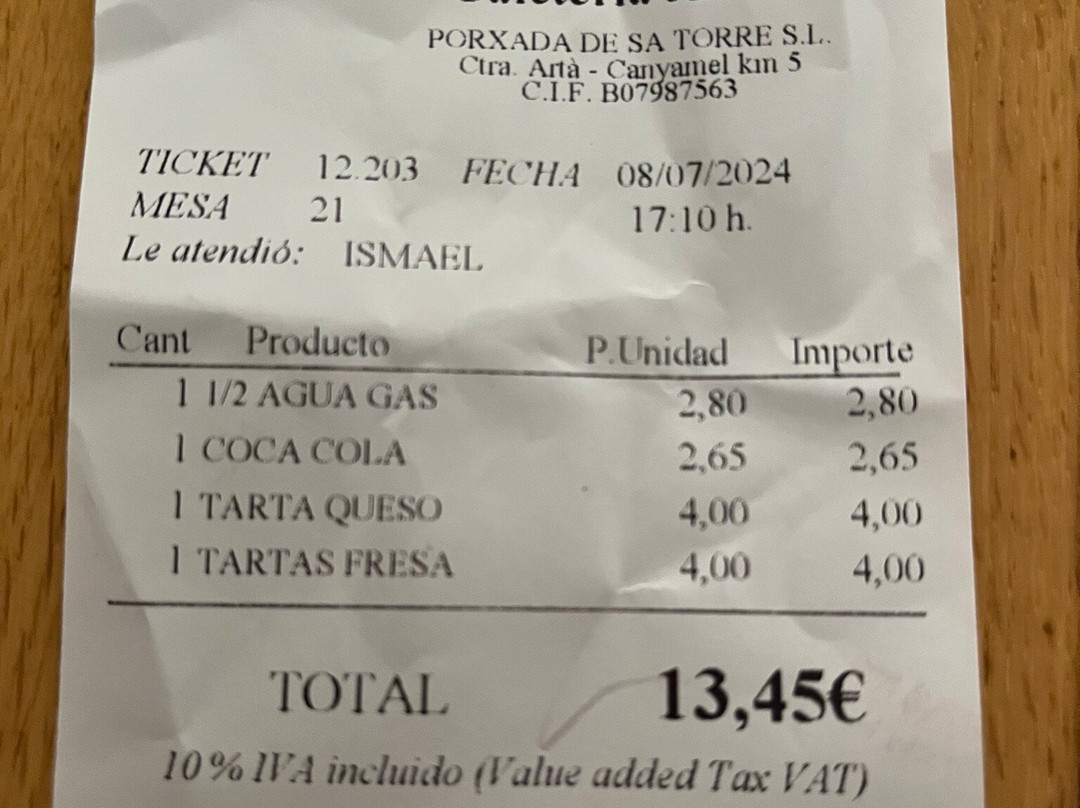 PORXADA DE SA TORRE S.L.
Ctra. Artà - Canyamel km 5
C.I.F. B07987563
TICKET 12.203 FECHA 08/07/2024
MESA 21 17:10 h.
Le atendió: ISMAEL
Cant Producto P.Unidad Importe
1 1/2 AGUA GAS 2,80 2,80
1 COCA COLA 2,65 2,65
1 TARTA QUESO 4,00 4,00
1 TARTAS FRESA 4,00 4,00
TOTAL 13,45€
10 % IVA incluido (Value added Tax VAT)